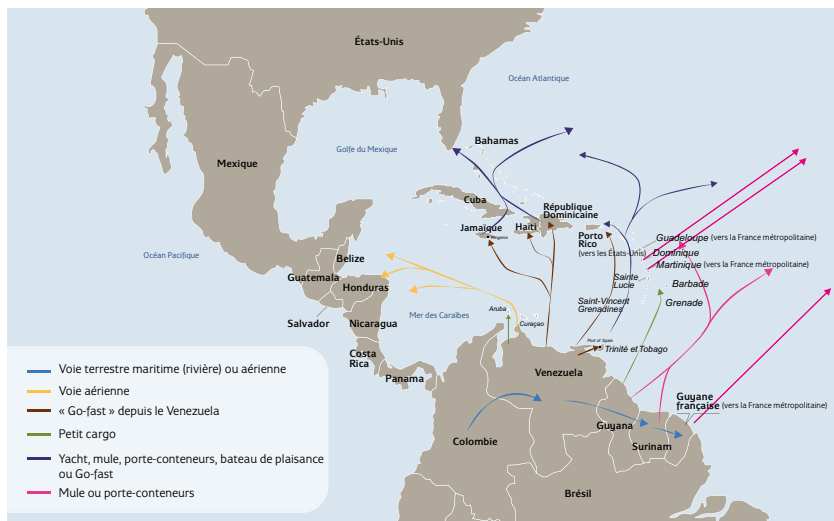 États-Unis
Océan Atlantique
Golfe du Mexique
Bahamas
Mexique
Cuba
République
Dominicaine
Jamaïque
Kingston
Haïti
Porto
Rico
(vers les États-Unis)
Guadeloupe (vers la France métropolitaine)
Dominique
Martinique (vers la France métropolitaine)
Océan Pacifique
Belize
Guatemala
Honduras
Sainte
Lucie
Barbade
Saint-Vincent
Grenadines
Grenade
Salvador
Nicaragua
Mer des Caraïbes
Aruba
Curaçao
Port of Spain
Trinité et Tobago
Costa
Rica
Panama
Venezuela
Guyane
française (vers la France métropolitaine)
Guyana
Colombie
Surinam
Brésil
Voie terrestre maritime (rivière) ou aérienne
Voie aérienne
« Go-fast » depuis le Venezuela
Petit cargo
Yacht, mule, porte-conteneurs, bateau de plaisance
ou Go-fast
Mule ou porte-conteneurs